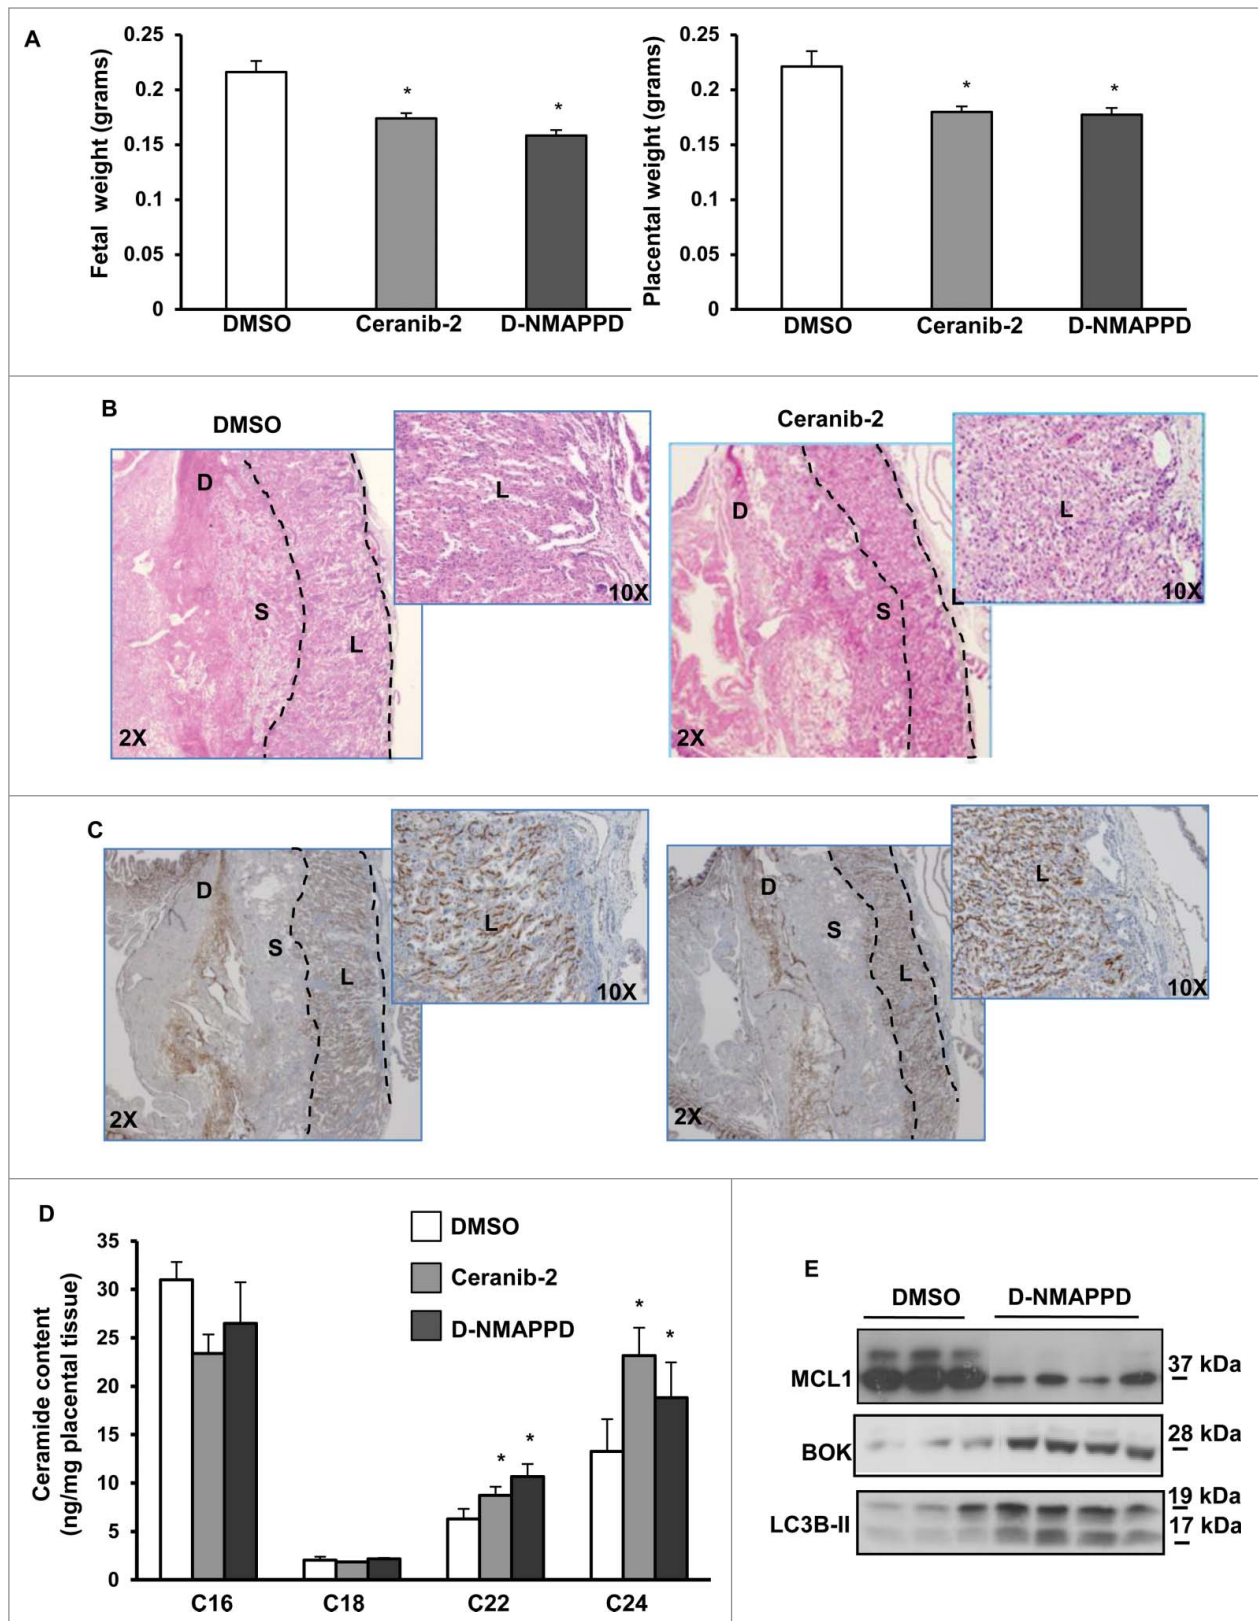 A
0.25
0.2
0.15
0.1
0.05
0
Fetal weight (grams)
*
*
DMSO
Ceranib-2
D-NMAPPD
0.25
0.2
0.15
0.1
0.05
0
Placental weight (grams)
*
*
DMSO
Ceranib-2
D-NMAPPD
B
DMSO
D
S
L
2X
L
10X
Ceranib-2
D
S
L
2X
L
10X
C
D
S
L
2X
L
10X
D
S
L
2X
L
10X
D
35
30
25
20
15
10
5
0
Ceramide content
(ng/mg placental tissue)
DMSO
Ceranib-2
D-NMAPPD
*
*
*
*
C16
C18
C22
C24
E
DMSO
D-NMAPPD
MCL1
37 kDa
BOK
28 kDa
LC3B-II
19 kDa
17 kDa